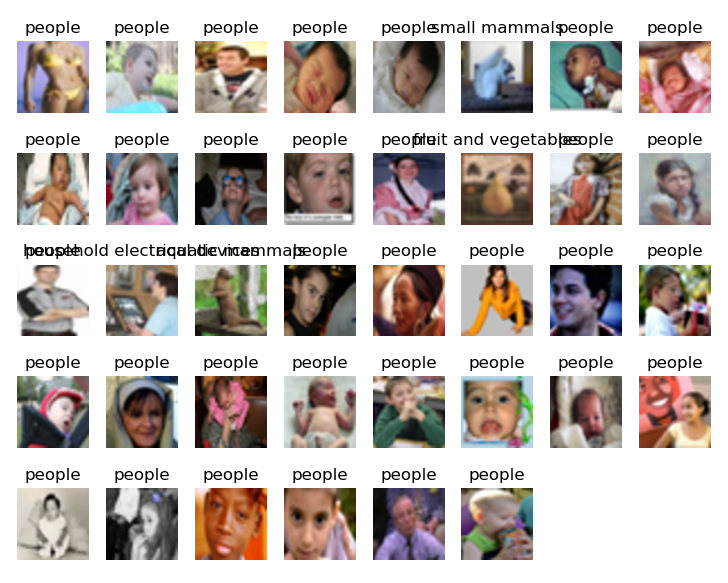 people people people people people small mammals people people
people people people people people fruit and vegetables people people
people household electrical devices aquatic mammals people people people people people
people people people people people people people people
people people people people people people